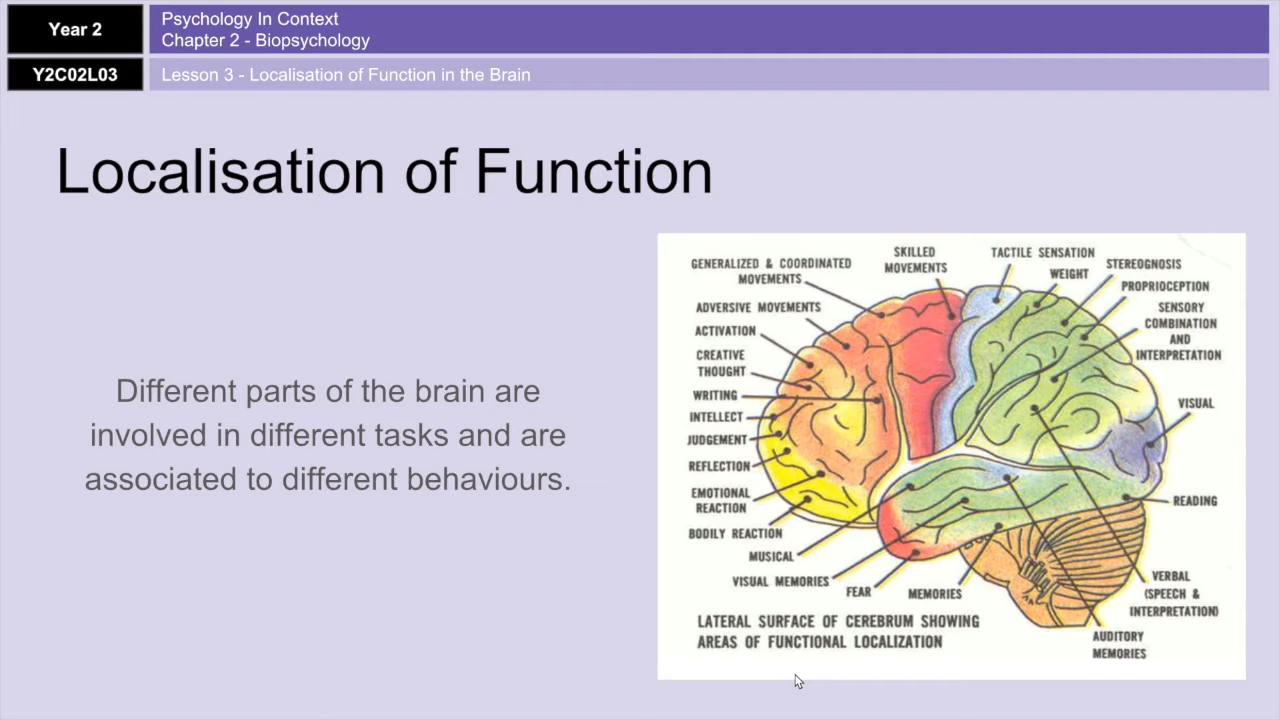 Year 2
Psychology In Context
Chapter 2 - Biopsychology
Y2C02L03
Lesson 3 - Localisation of Function in the Brain
Localisation of Function
Different parts of the brain are
involved in different tasks and are
associated to different behaviours.
GENERALIZED & COORDINATED
MOVEMENTS
SKILLED
MOVEMENTS
TACTILE SENSATION
WEIGHT
STEREOGNOSIS
PROPRIOCEPTION
SENSORY
COMBINATION
AND
INTERPRETATION
VISUAL
READING
VERBAL
(SPEECH &
INTERPRETATION)
AUDITORY
MEMORIES
ADVERSIVE MOVEMENTS
ACTIVATION
CREATIVE
THOUGHT
WRITING
INTELLECT
JUDGEMENT
REFLECTION
EMOTIONAL
REACTION
BODILY REACTION
MUSICAL
VISUAL MEMORIES
FEAR
MEMORIES
LATERAL SURFACE OF CEREBRUM SHOWING
AREAS OF FUNCTIONAL LOCALIZATION